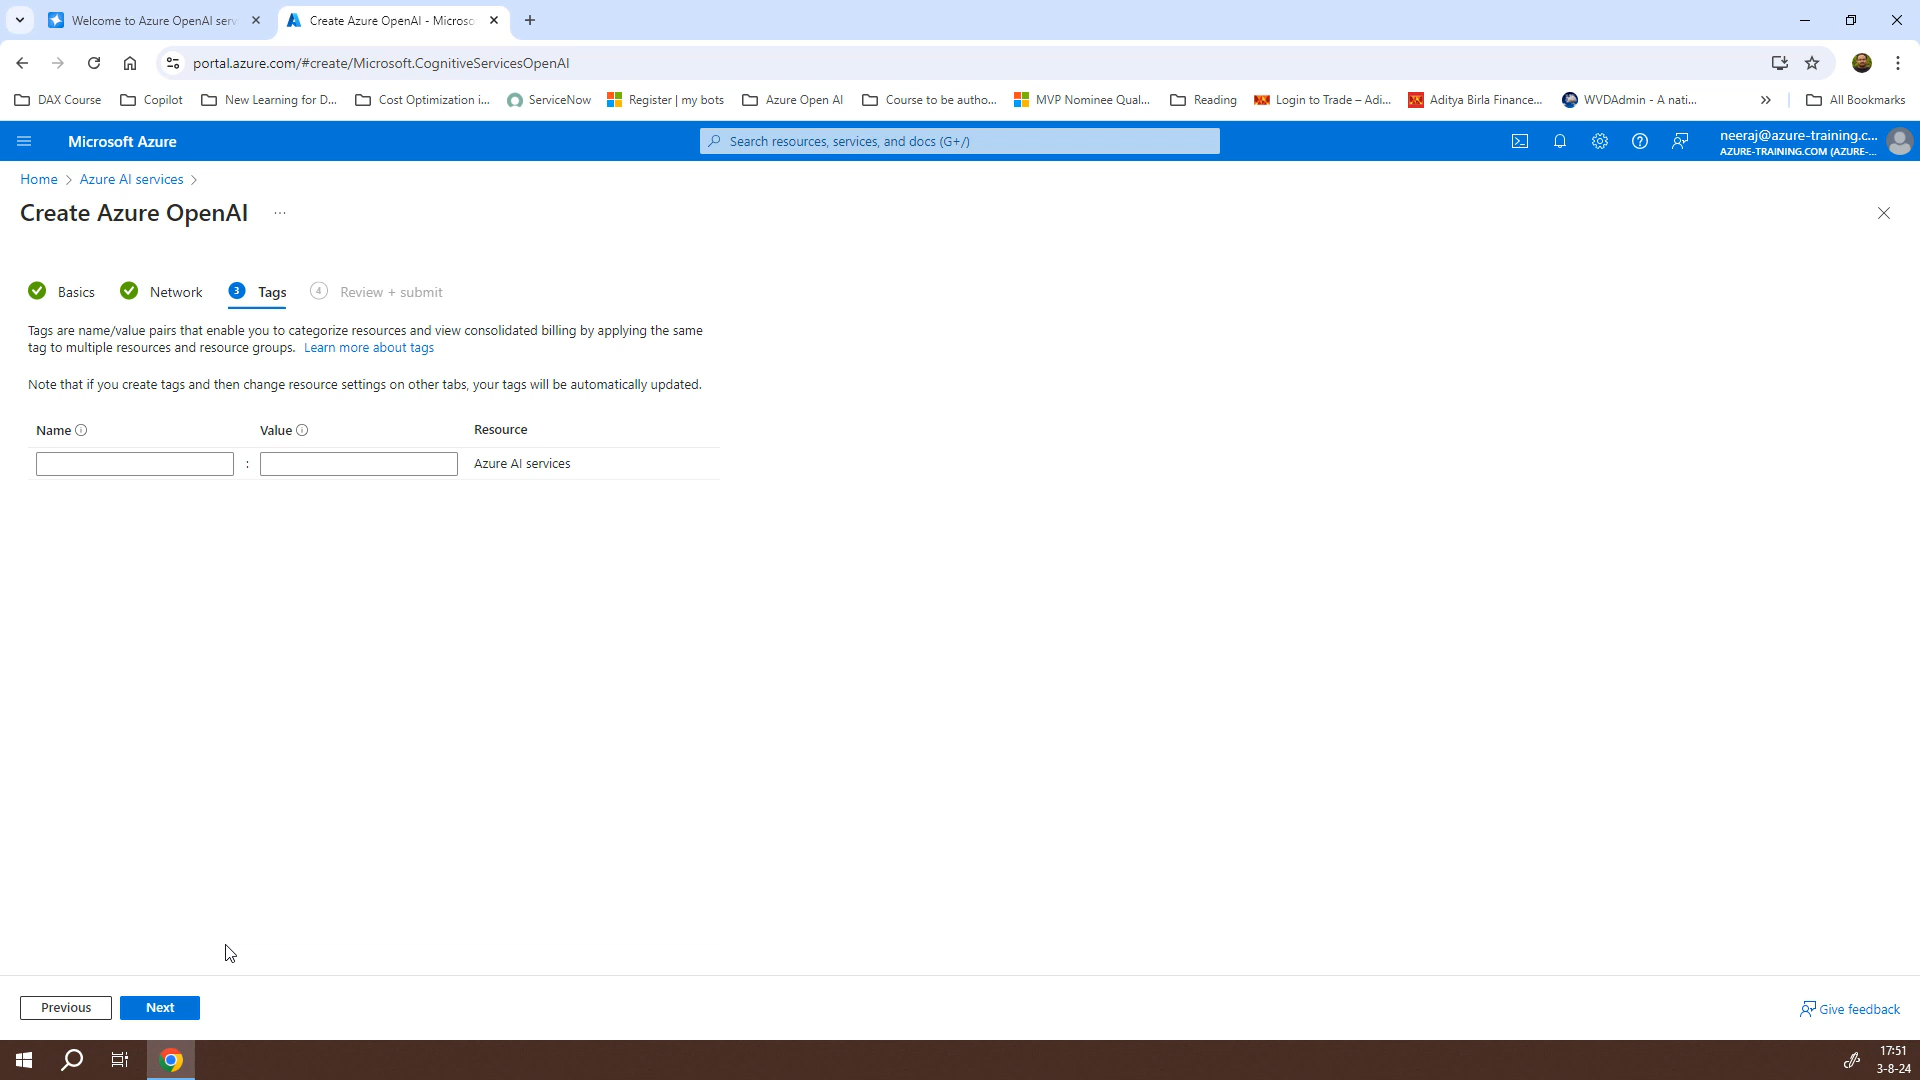 Welcome to Azure OpenAI serv
Create Azure OpenAI - Microso
portal.azure.com/#create/Microsoft.CognitiveServicesOpenAI
DAX Course
Copilot
New Learning for D...
Cost Optimization i...
ServiceNow
Register | my bots
Azure Open AI
Course to be autho...
MVP Nominee Qual...
Reading
Login to Trade – Adi...
Aditya Birla Finance...
WVDAdmin - A nati...
All Bookmarks
Microsoft Azure
Search resources, services, and docs (G+/)
neeraj@azure-training.c...
AZURE-TRAINING.COM (AZURE-...
Home > Azure AI services >
Create Azure OpenAI ...
Basics
Network
3 Tags
4 Review + submit
Tags are name/value pairs that enable you to categorize resources and view consolidated billing by applying the same
tag to multiple resources and resource groups. Learn more about tags
Note that if you create tags and then change resource settings on other tabs, your tags will be automatically updated.
Name
Value
Resource
:
Azure AI services
Previous
Next
Give feedback
17:51
3-8-24